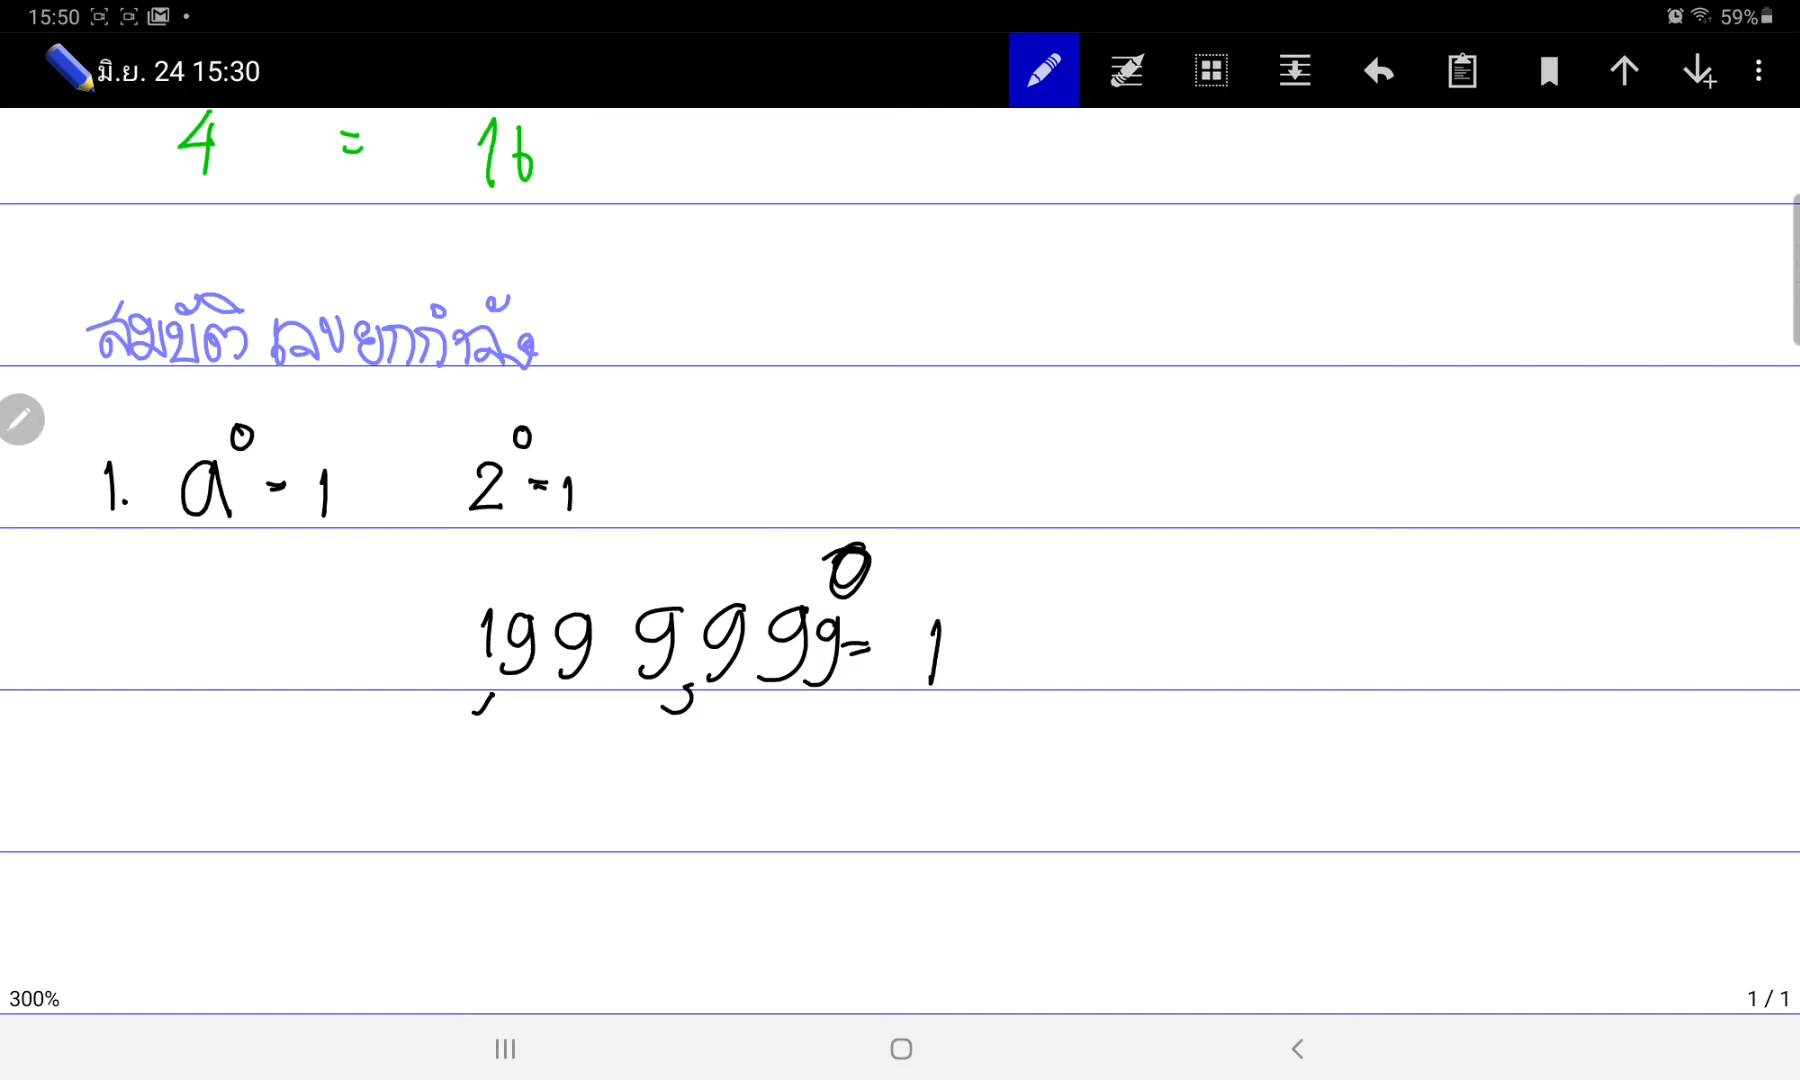 15:50 59%
มิ.ย. 24 15:30
4 = 16
สมบัติ เลขยกกำลัง
1. a⁰ = 1 2⁰ = 1
1,999,999⁰ = 1
300% 1 / 1